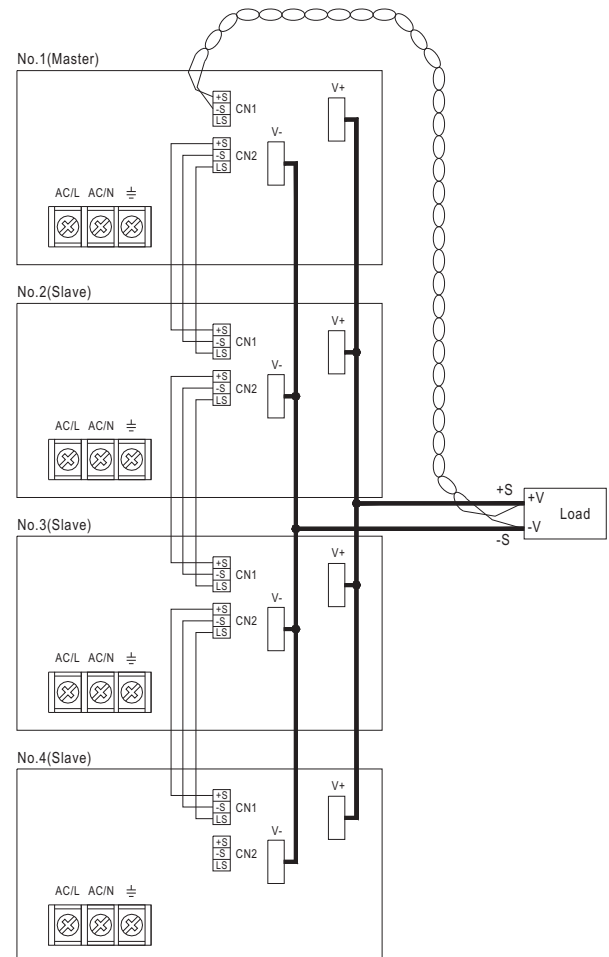 No.1(Master)
V+
+S
-S CN1
LS
V-
+S
-S CN2
LS
AC/L AC/N ⏚
No.2(Slave)
V+
+S
-S CN1
LS
V-
+S
-S CN2
LS
AC/L AC/N ⏚
+S
+V
Load
-V
-S
No.3(Slave)
V+
+S
-S CN1
LS
V-
+S
-S CN2
LS
AC/L AC/N ⏚
No.4(Slave)
V+
+S
-S CN1
LS
V-
+S
-S CN2
LS
AC/L AC/N ⏚